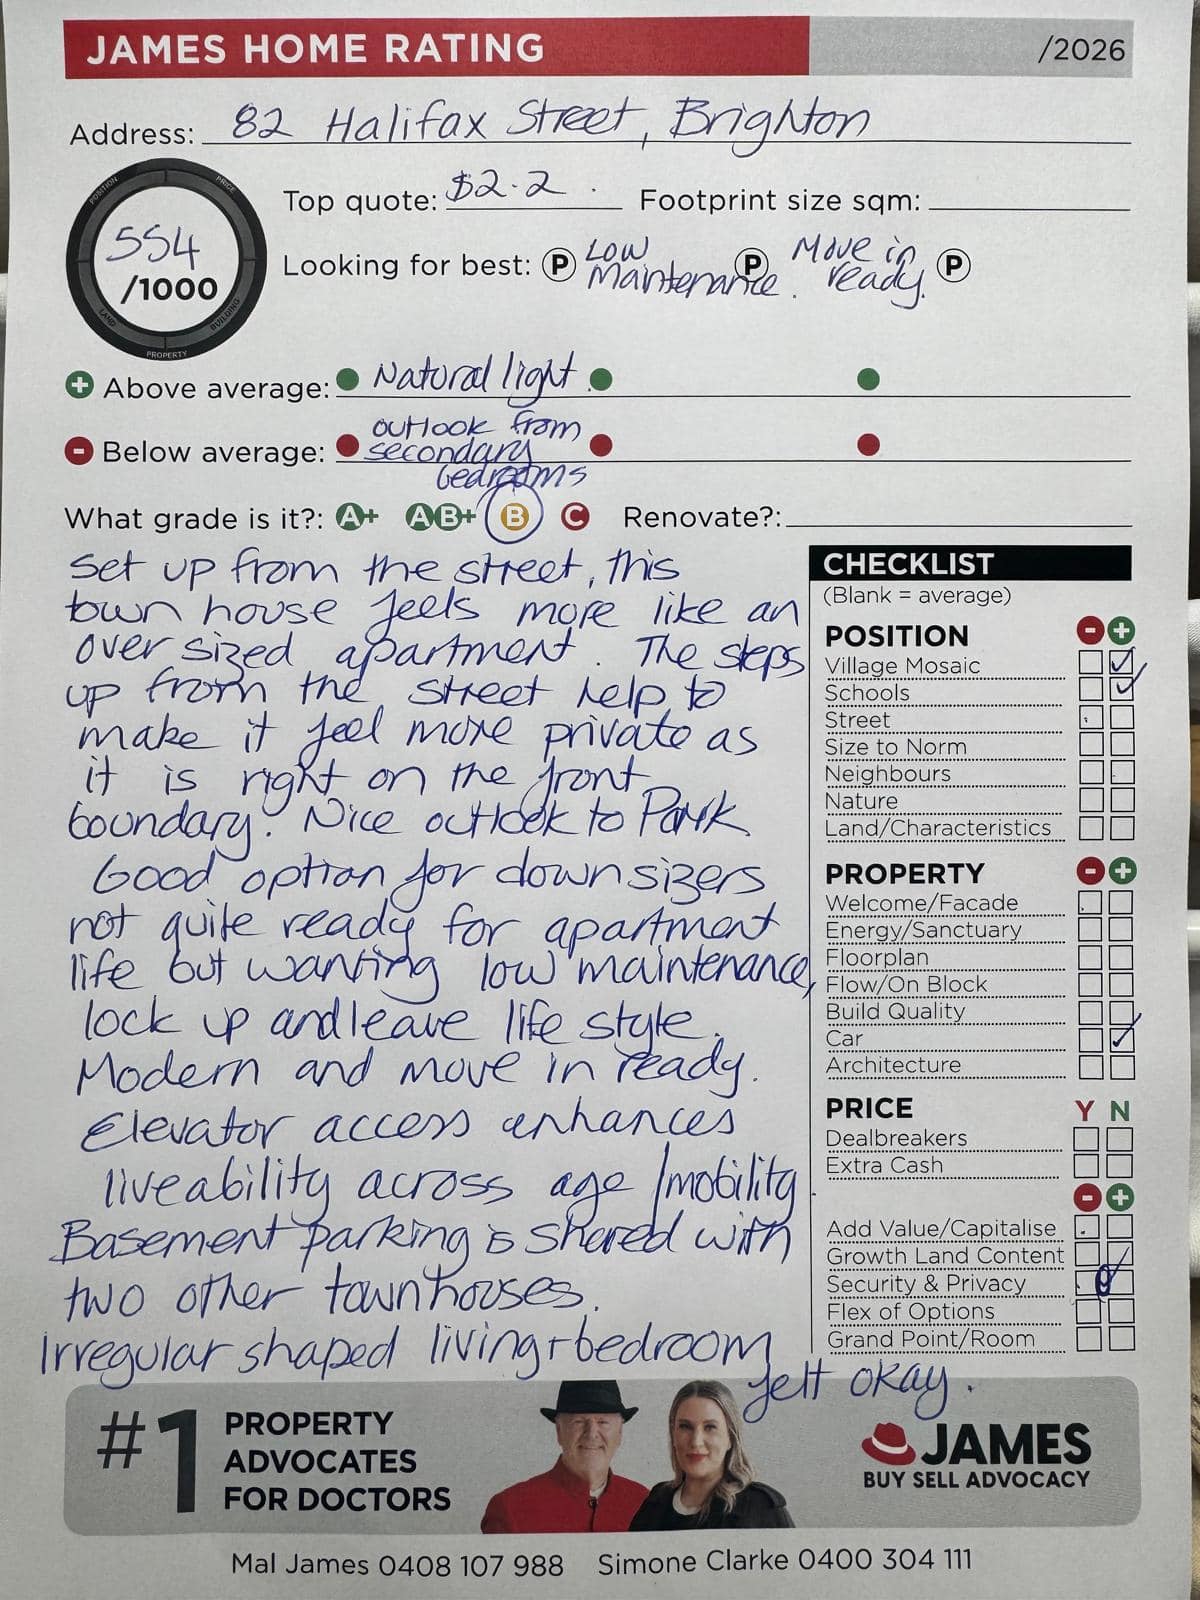 JAMES HOME RATING
/2026
Address: 82 Halifax Street, Brighton
POSITION
PRICE
BUILDING
PROPERTY
LAND
554
/1000
Top quote: $2.2 . Footprint size sqm:
Looking for best: P Low Maintenance. P Move in ready. P
+ Above average: Natural light.
- Below average: outlook from secondary bedrooms
What grade is it?: A+ AB+ B C Renovate?:
Set up from the street, this
town house feels more like an
over sized apartment. The steps
up from the street help to
make it feel more private as
it is right on the front
boundary. Nice outlook to Park
Good option for downsizers
not quite ready for apartment
life but wanting low maintenance,
lock up and leave life style.
Modern and move in ready.
Elevator access enhances
liveability across age/mobility.
Basement parking is shared with
two other townhouses.
Irregular shaped living + bedroom
felt okay.
CHECKLIST
(Blank = average)
POSITION - +
Village Mosaic
Schools
Street
Size to Norm
Neighbours
Nature
Land/Characteristics
PROPERTY - +
Welcome/Facade
Energy/Sanctuary
Floorplan
Flow/On Block
Build Quality
Car
Architecture
PRICE Y N
Dealbreakers
Extra Cash
- +
Add Value/Capitalise
Growth Land Content
Security & Privacy
Flex of Options
Grand Point/Room
#1 PROPERTY
ADVOCATES
FOR DOCTORS
JAMES
BUY SELL ADVOCACY
Mal James 0408 107 988 Simone Clarke 0400 304 111